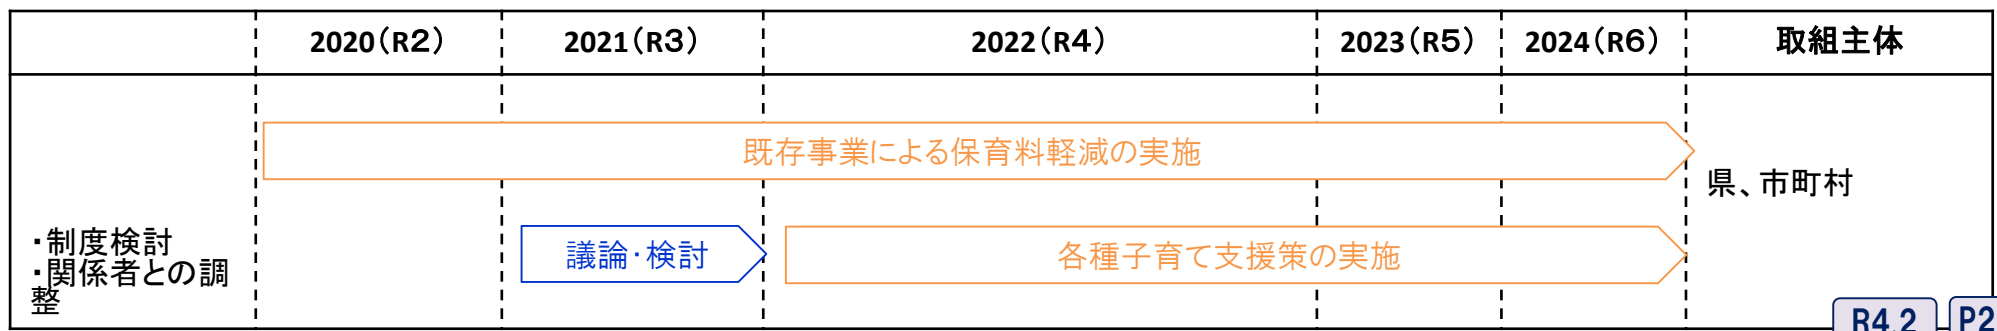 2020（R２） 2021（R３） 2022（R４） 2023（R５） 2024（R６） 取組主体
既存事業による保育料軽減の実施
県、市町村
・制度検討
・関係者との調
整
議論・検討
各種子育て支援策の実施
R4.2 P2